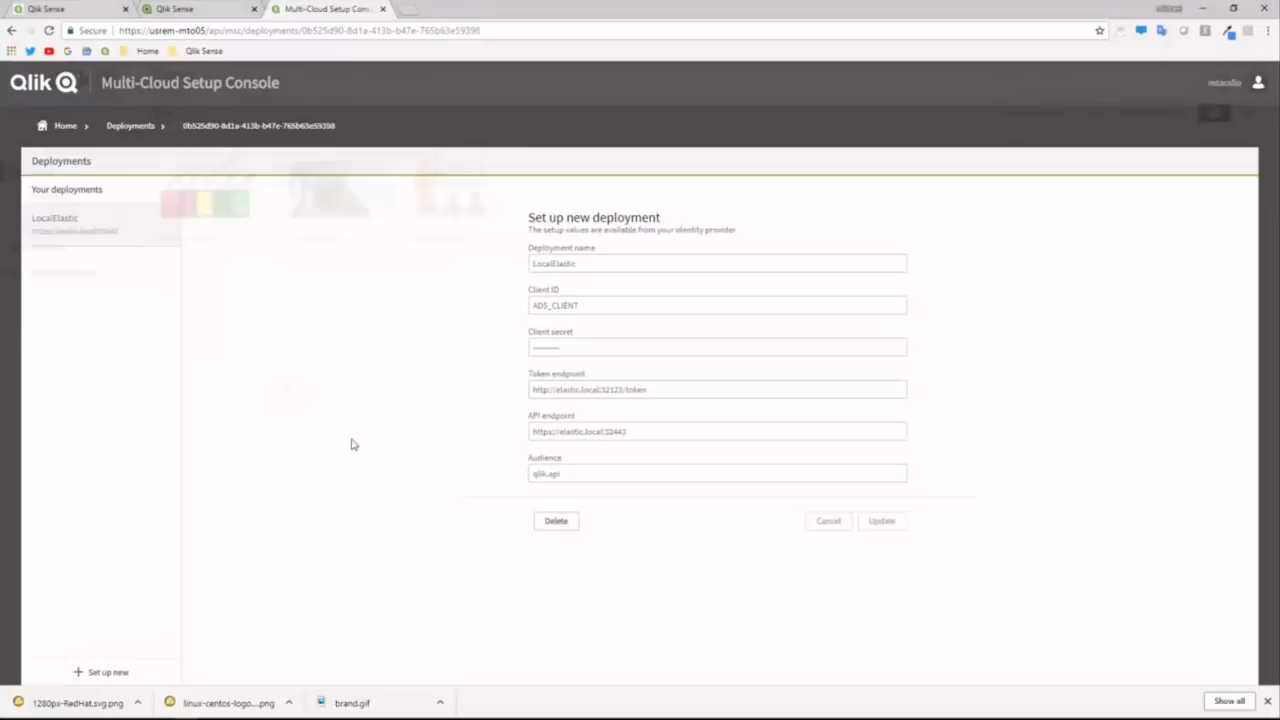 Qlik Sense
Qlik Sense
Multi-Cloud Setup Cons
Secure
https://usrem-mto05/api/msc/deployments/0b525d90-8d1a-413b-b47e-765b63e59398
Home
Qlik Sense
Qlik
Multi-Cloud Setup Console
Home
Deployments
0b525d90-8d1a-413b-b47e-765b63e59398
Deployments
Your deployments
LocalElastic
Set up new deployment
The setup values are available from your identity provider
Deployment name
LocalElastic
Client ID
ADS_CLIENT
Client secret
Token endpoint
http://elastic.local:32123/token
API endpoint
https://elastic.local:32443
Audience
qlik.api
Delete
Cancel
Update
+ Set up new
1280px-RedHat.svg.png
linux-centos-logo....png
brand.gif
Show all